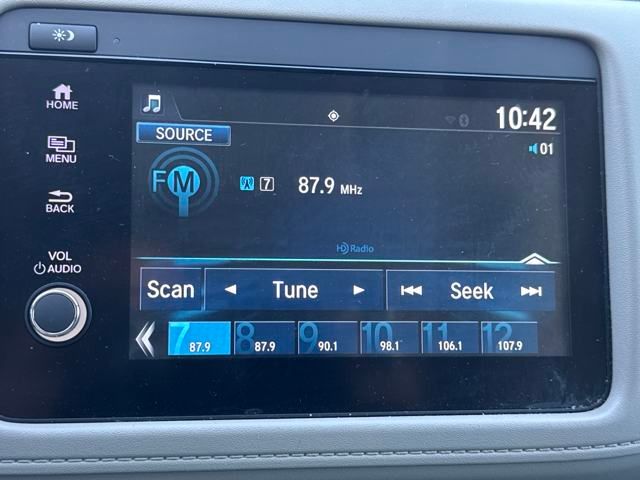 HOME
MENU
BACK
VOL
AUDIO
10:42
SOURCE
01
FM
7
87.9 MHz
HD Radio
Scan
Tune
Seek
7 87.9
8 87.9
9 90.1
10 98.1
11 106.1
12 107.9